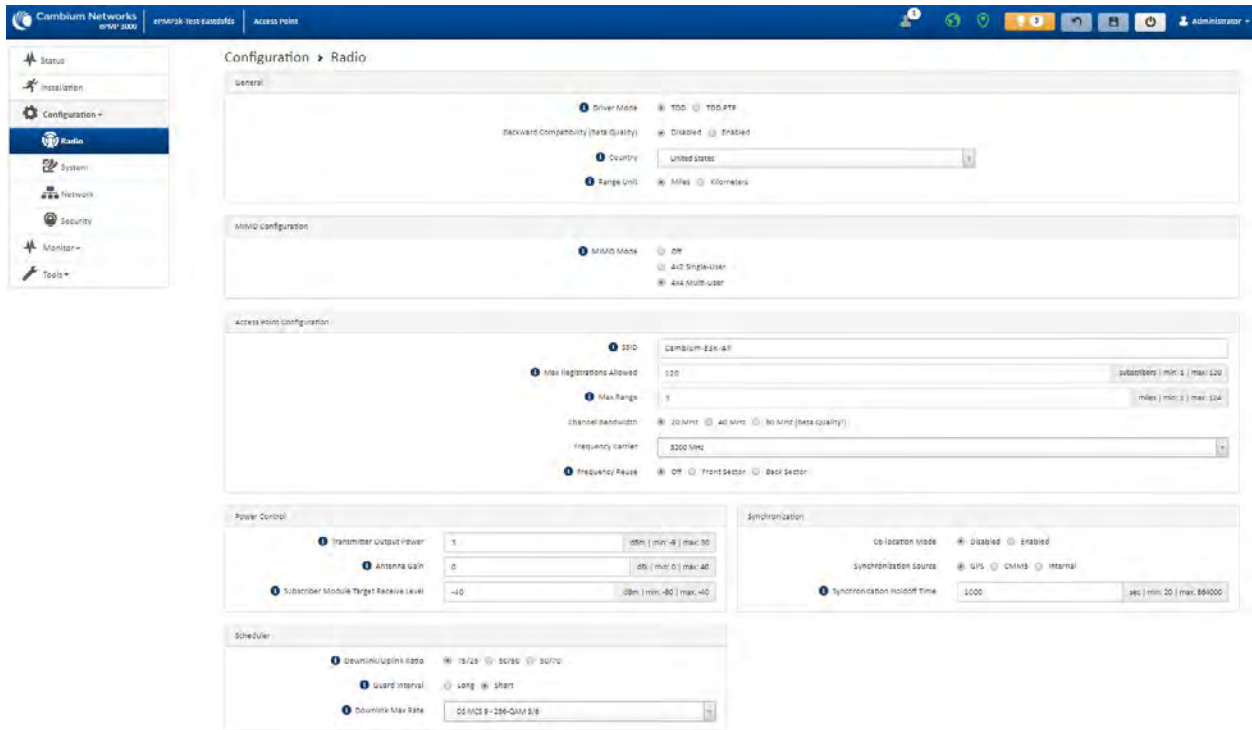 Cambium Networks
ePMP 3000
Access Point
1
2
Administrator
Status
Installation
Configuration
Radio
System
Network
Security
Monitor
Tools
Configuration > Radio
General
Driver Mode TDD TDD PTP
Backward Compatibility (Beta Quality) Disabled Enabled
Country United States
Range Unit Miles Kilometers
MIMO Configuration
MIMO Mode Off
4x2 Single-User
4x4 Multi-User
Access Point Configuration
SSID Cambium-E3K-AP
Max Registrations Allowed 120 subscribers | min: 1 | max: 120
Max Range miles | min: 1 | max: 124
Channel Bandwidth 20 MHz 40 MHz 80 MHz (Beta Quality!)
Frequency Carrier MHz
Frequency Reuse Off Front Sector Back Sector
Power Control
Transmitter Output Power dBm | min: | max: 30
Antenna Gain 0 dBi | min: 0 | max: 40
Subscriber Module Target Receive Level -40 dBm | min: -80 | max: -40
Synchronization
Co-location Mode Disabled Enabled
Synchronization Source GPS CMM5 Internal
Synchronization Holdoff Time 1000 sec | min: 20 | max: 864000
Scheduler
Downlink/Uplink Ratio 75/25 50/50 30/70
Guard Interval Long Short
Downlink Max Rate DS MCS 9 - 256-QAM 5/6